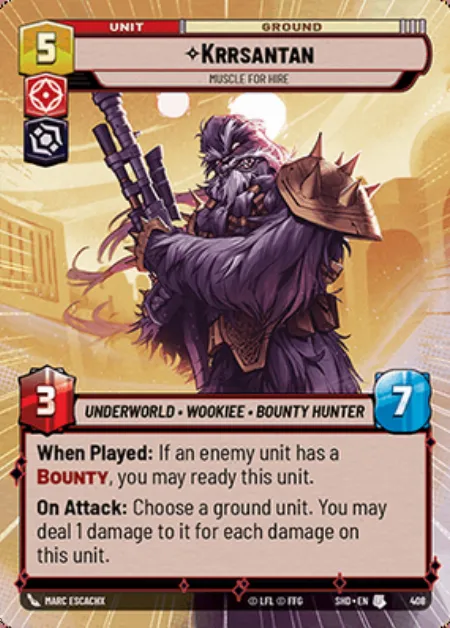 UNIT
GROUND
5
✧KRRSANTAN
MUSCLE FOR HIRE
3
UNDERWORLD • WOOKIEE • BOUNTY HUNTER
7
When Played: If an enemy unit has a
BOUNTY, you may ready this unit.
On Attack: Choose a ground unit. You may
deal 1 damage to it for each damage on
this unit.
MARC ESCACHX
© LFL © FFG
SHD • EN
408